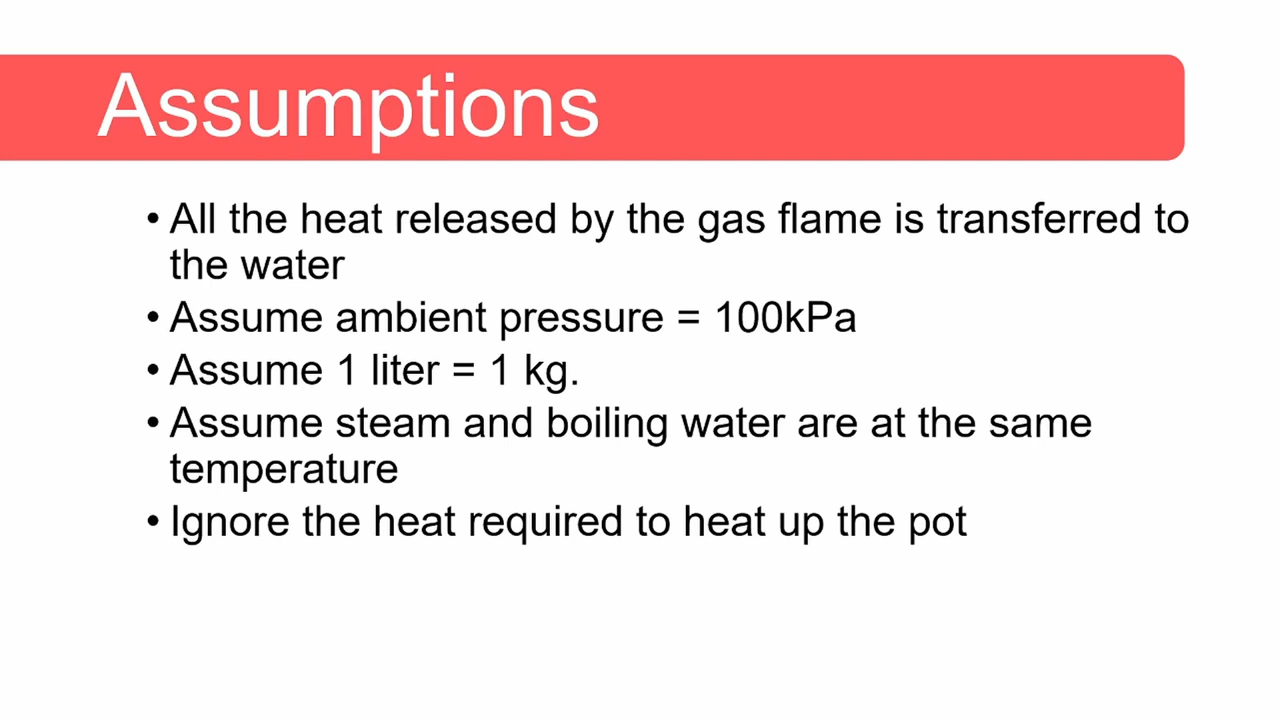 Assumptions
• All the heat released by the gas flame is transferred to
the water
• Assume ambient pressure = 100kPa
• Assume 1 liter = 1 kg.
• Assume steam and boiling water are at the same
temperature
• Ignore the heat required to heat up the pot